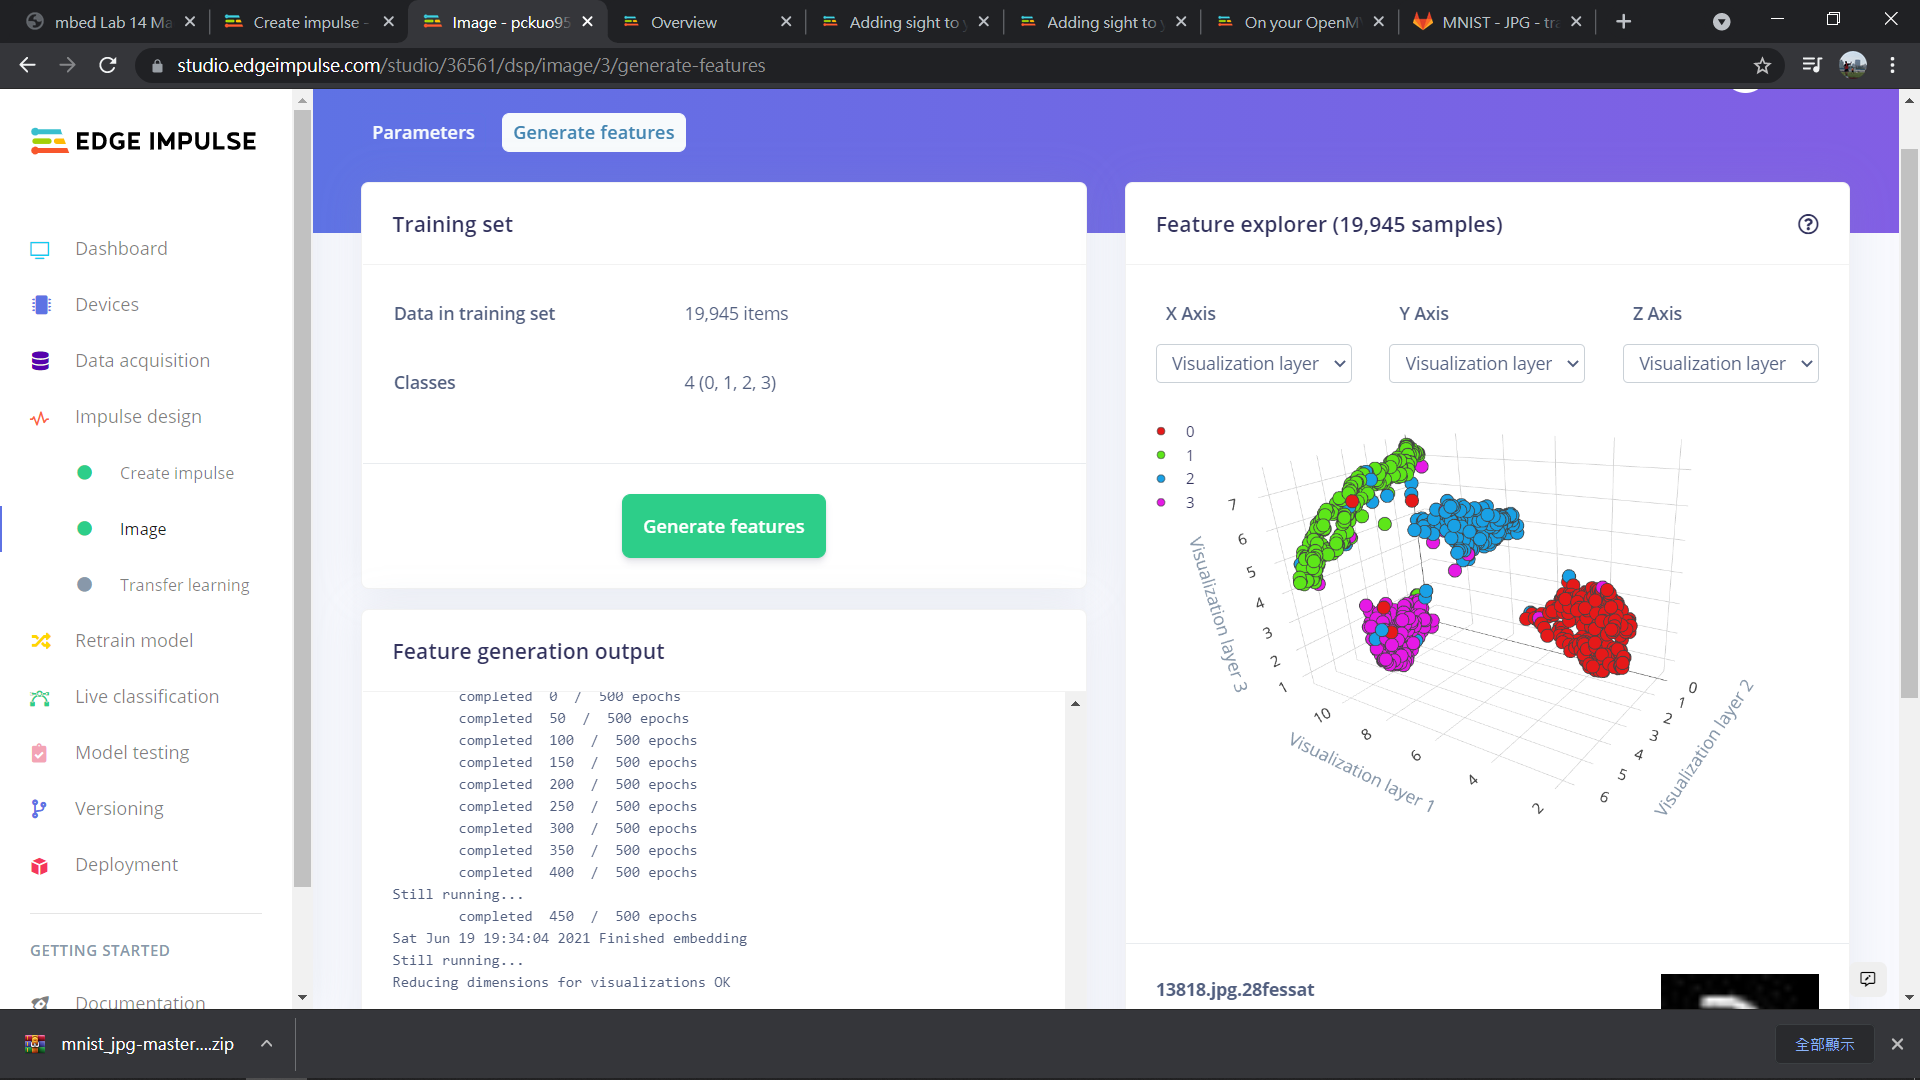 mbed Lab 14 Ma
Create impulse -
Image - pckuo95
Overview
Adding sight to y
Adding sight to y
On your OpenM
MNIST - JPG - tra
studio.edgeimpulse.com/studio/36561/dsp/image/3/generate-features
EDGE IMPULSE
Dashboard
Devices
Data acquisition
Impulse design
Create impulse
Image
Transfer learning
Retrain model
Live classification
Model testing
Versioning
Deployment
GETTING STARTED
Documentation
Parameters
Generate features
Training set
Data in training set 19,945 items
Classes 4 (0, 1, 2, 3)
Generate features
Feature generation output
completed 0 / 500 epochs
completed 50 / 500 epochs
completed 100 / 500 epochs
completed 150 / 500 epochs
completed 200 / 500 epochs
completed 250 / 500 epochs
completed 300 / 500 epochs
completed 350 / 500 epochs
completed 400 / 500 epochs
Still running...
completed 450 / 500 epochs
Sat Jun 19 19:34:04 2021 Finished embedding
Still running...
Reducing dimensions for visualizations OK
Feature explorer (19,945 samples)
X Axis
Y Axis
Z Axis
Visualization layer
Visualization layer
Visualization layer
0
1
2
3
7
6
5
4
3
2
1
Visualization layer 3
10
8
6
4
2
Visualization layer 1
0
1
2
3
4
5
6
Visualization layer 2
13818.jpg.28fessat
mnist_jpg-master....zip
全部顯示